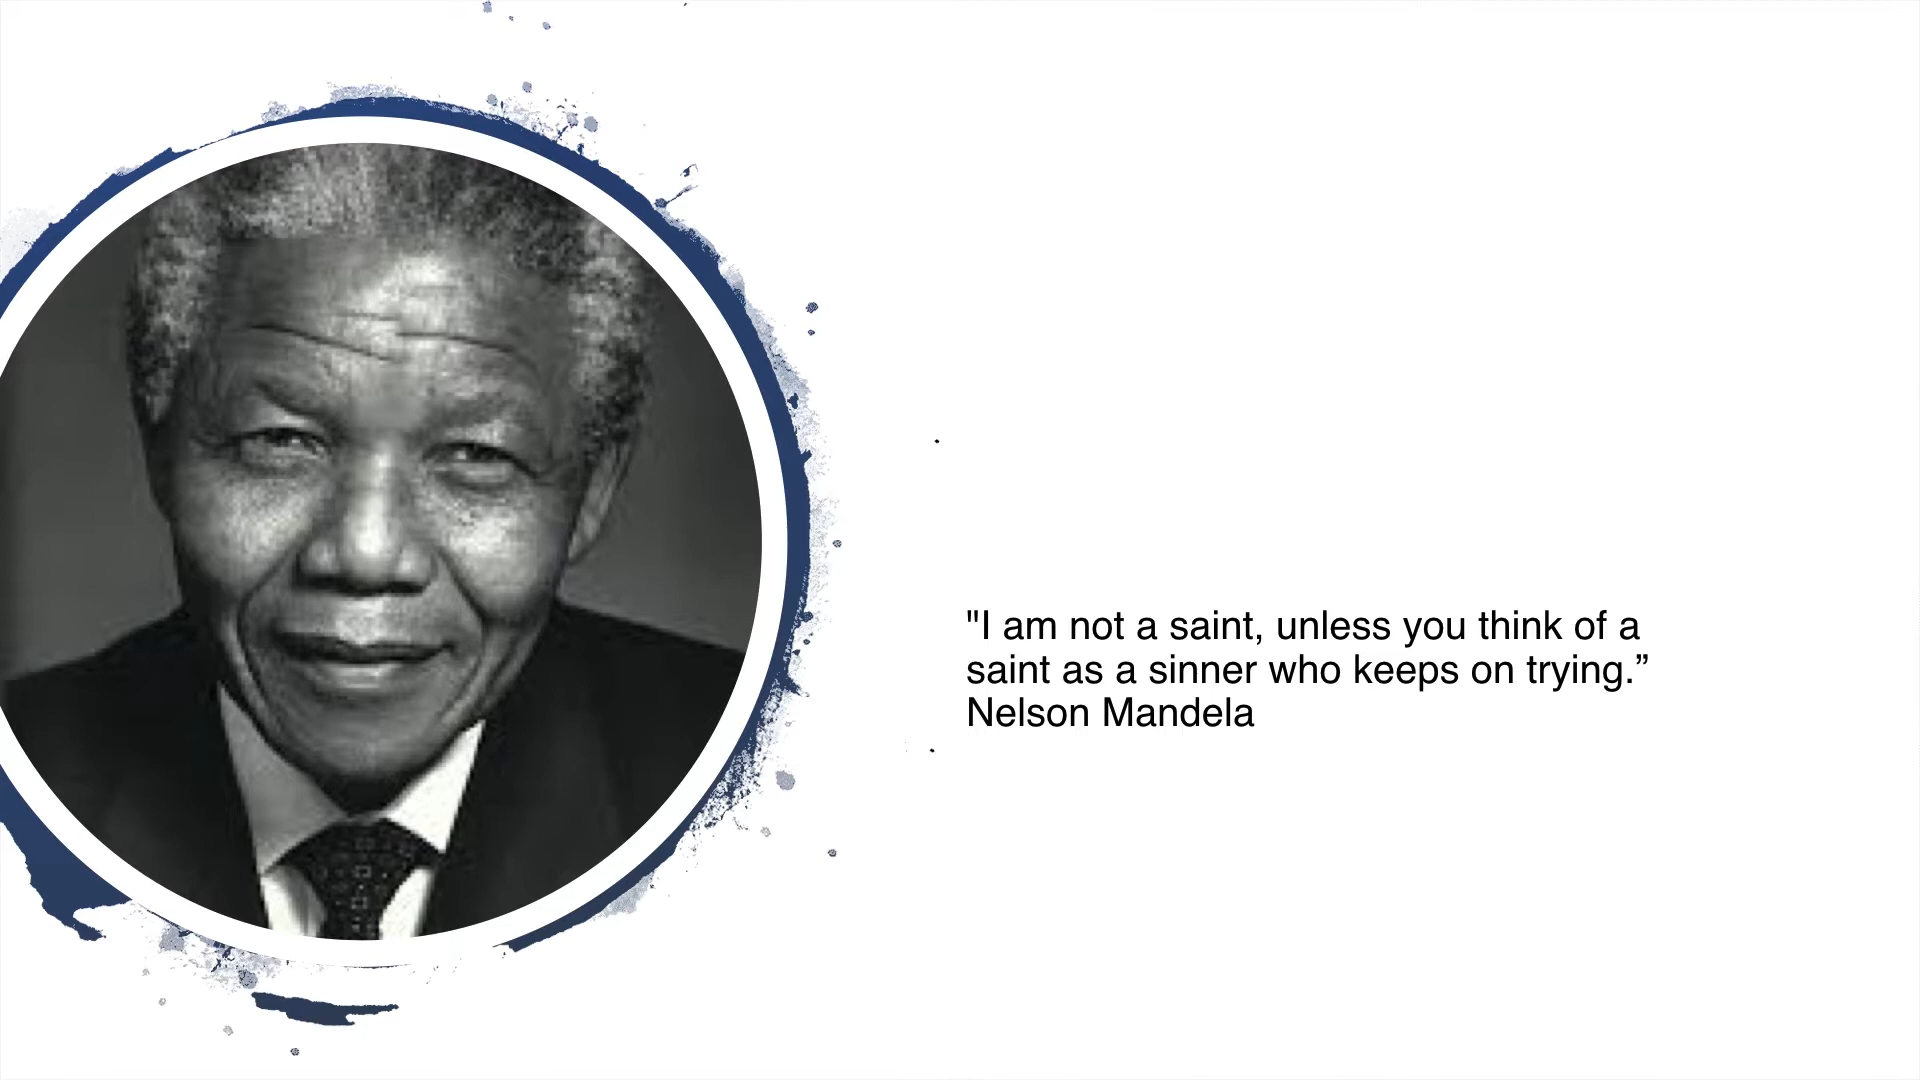 "I am not a saint, unless you think of a
saint as a sinner who keeps on trying.”
Nelson Mandela